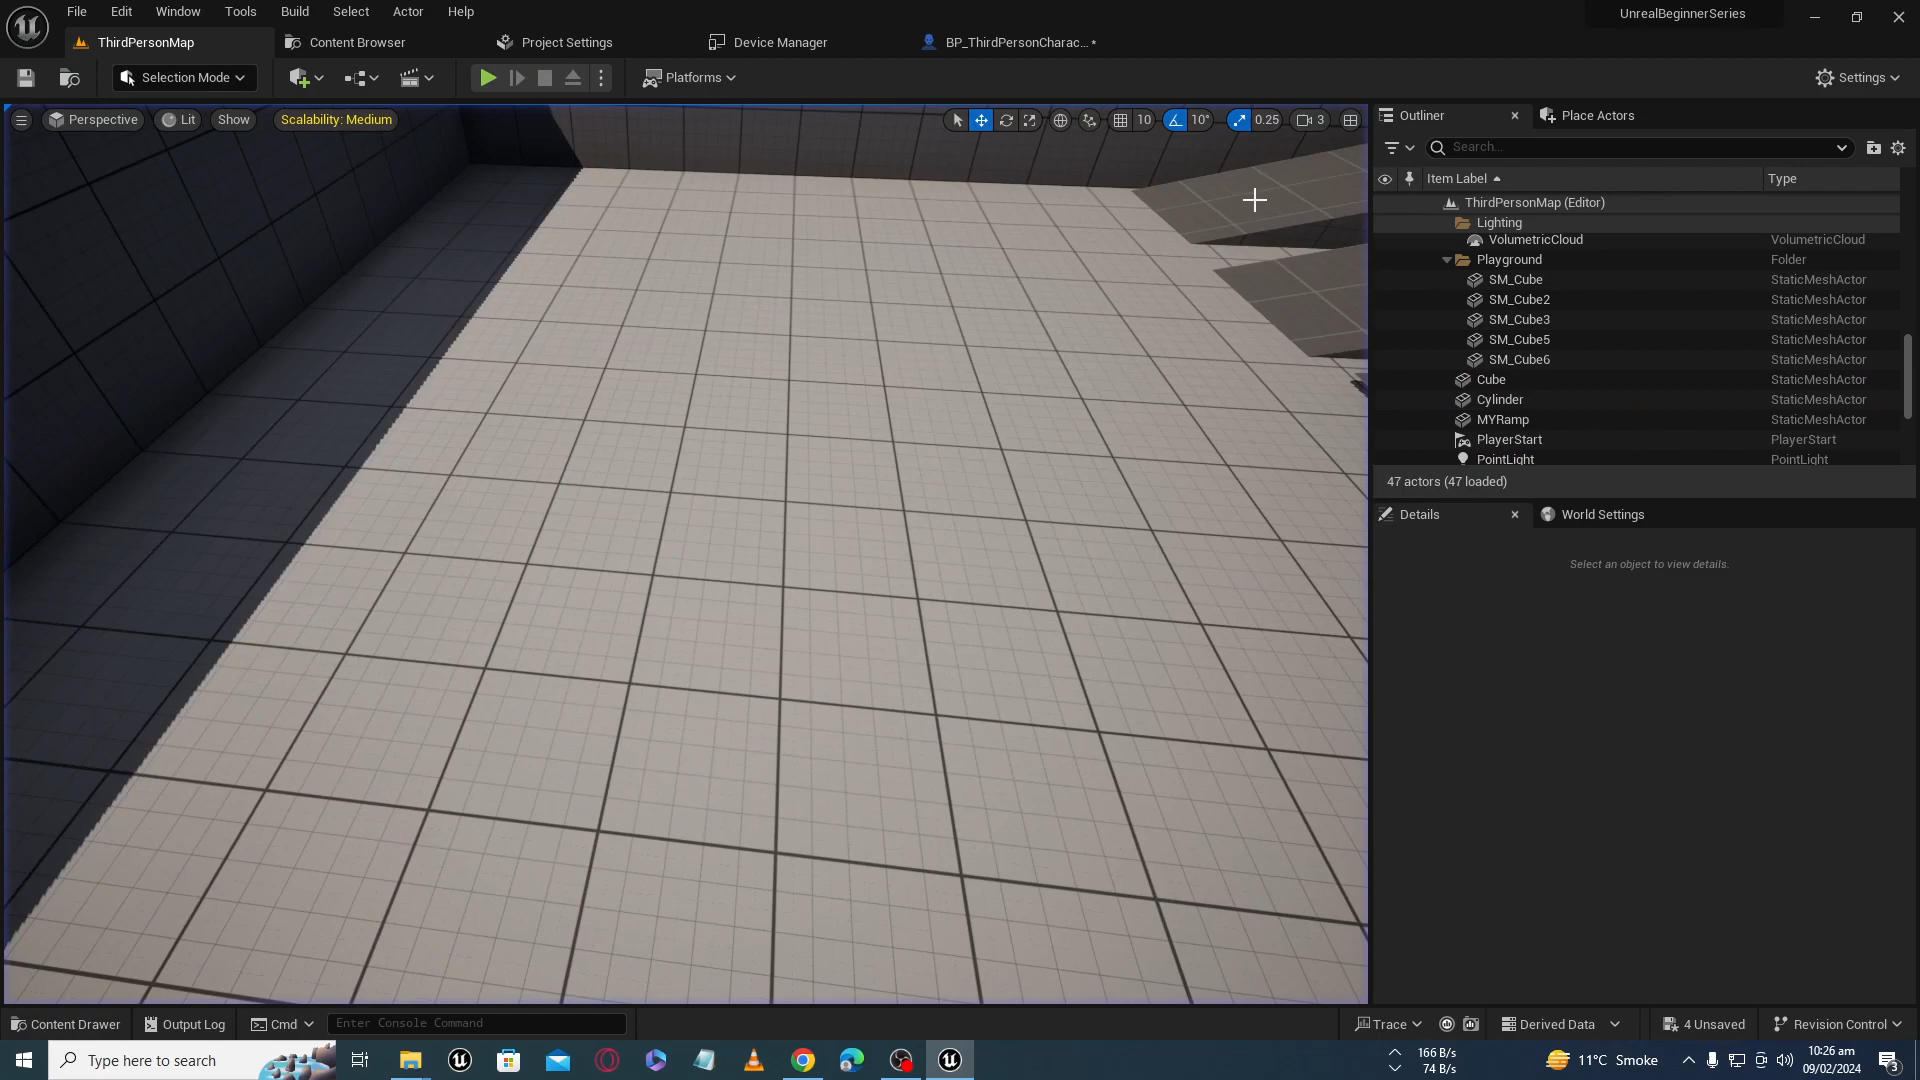 File Edit Window Tools Build Select Actor Help
UnrealBeginnerSeries
ThirdPersonMap
Content Browser
Project Settings
Device Manager
BP_ThirdPersonCharac... *
Selection Mode
Platforms
Settings
Perspective
Lit
Show
Scalability: Medium
10
10°
0.25
3
Outliner
Place Actors
Search...
Item Label
Type
ThirdPersonMap (Editor)
Lighting
VolumetricCloud VolumetricCloud
Playground Folder
SM_Cube StaticMeshActor
SM_Cube2 StaticMeshActor
SM_Cube3 StaticMeshActor
SM_Cube5 StaticMeshActor
SM_Cube6 StaticMeshActor
Cube StaticMeshActor
Cylinder StaticMeshActor
MYRamp StaticMeshActor
PlayerStart PlayerStart
PointLight PointLight
47 actors (47 loaded)
Details
World Settings
Select an object to view details.
Content Drawer
Output Log
Cmd
Enter Console Command
Trace
Derived Data
4 Unsaved
Revision Control
Type here to search
166 B/s
74 B/s
11°C Smoke
10:26 am
09/02/2024
3